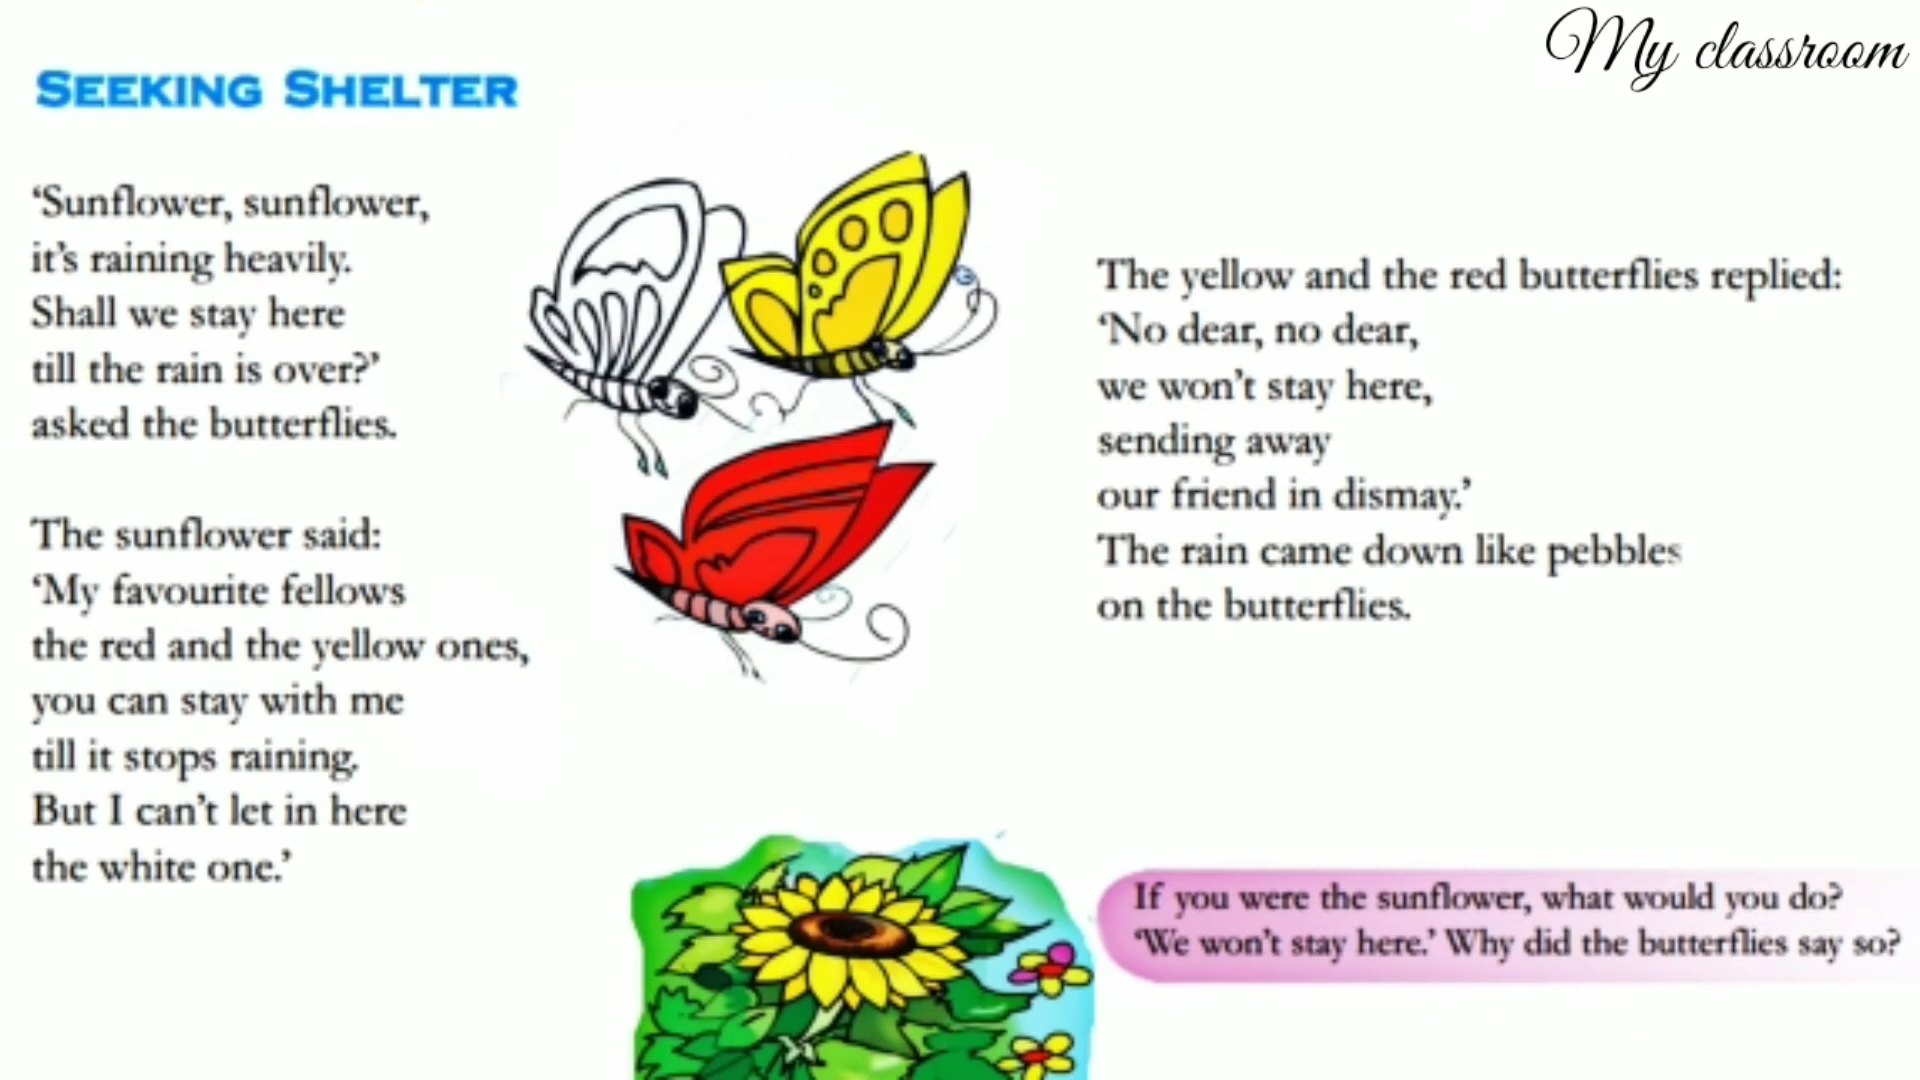 My classroom
SEEKING SHELTER
‘Sunflower, sunflower,
it’s raining heavily.
Shall we stay here
till the rain is over?’
asked the butterflies.
The sunflower said:
‘My favourite fellows
the red and the yellow ones,
you can stay with me
till it stops raining.
But I can’t let in here
the white one.’
The yellow and the red butterflies replied:
‘No dear, no dear,
we won’t stay here,
sending away
our friend in dismay.’
The rain came down like pebbles
on the butterflies.
If you were the sunflower, what would you do?
‘We won’t stay here.’ Why did the butterflies say so?